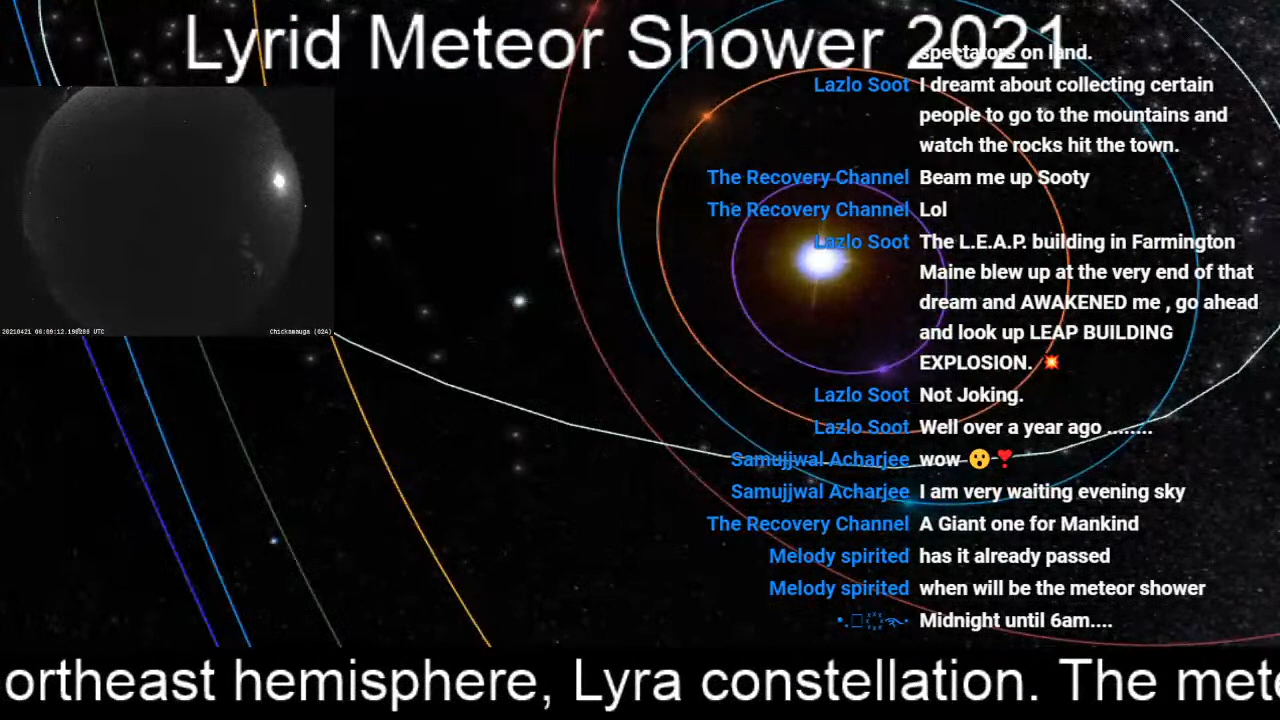 Lyrid Meteor Shower 2021
spectators on land.
Lazlo Soot I dreamt about collecting certain
people to go to the mountains and
watch the rocks hit the town.
The Recovery Channel Beam me up Sooty
The Recovery Channel Lol
Lazlo Soot The L.E.A.P. building in Farmington
Maine blew up at the very end of that
dream and AWAKENED me , go ahead
and look up LEAP BUILDING
EXPLOSION. 💥
Lazlo Soot Not Joking.
Lazlo Soot Well over a year ago ........
Samujjwal Acharjee wow 😮❣️
Samujjwal Acharjee I am very waiting evening sky
The Recovery Channel A Giant one for Mankind
Melody spirited has it already passed
Melody spirited when will be the meteor shower
Midnight until 6am....
Chickamauga (02A)
ortheast hemisphere, Lyra constellation. The mete